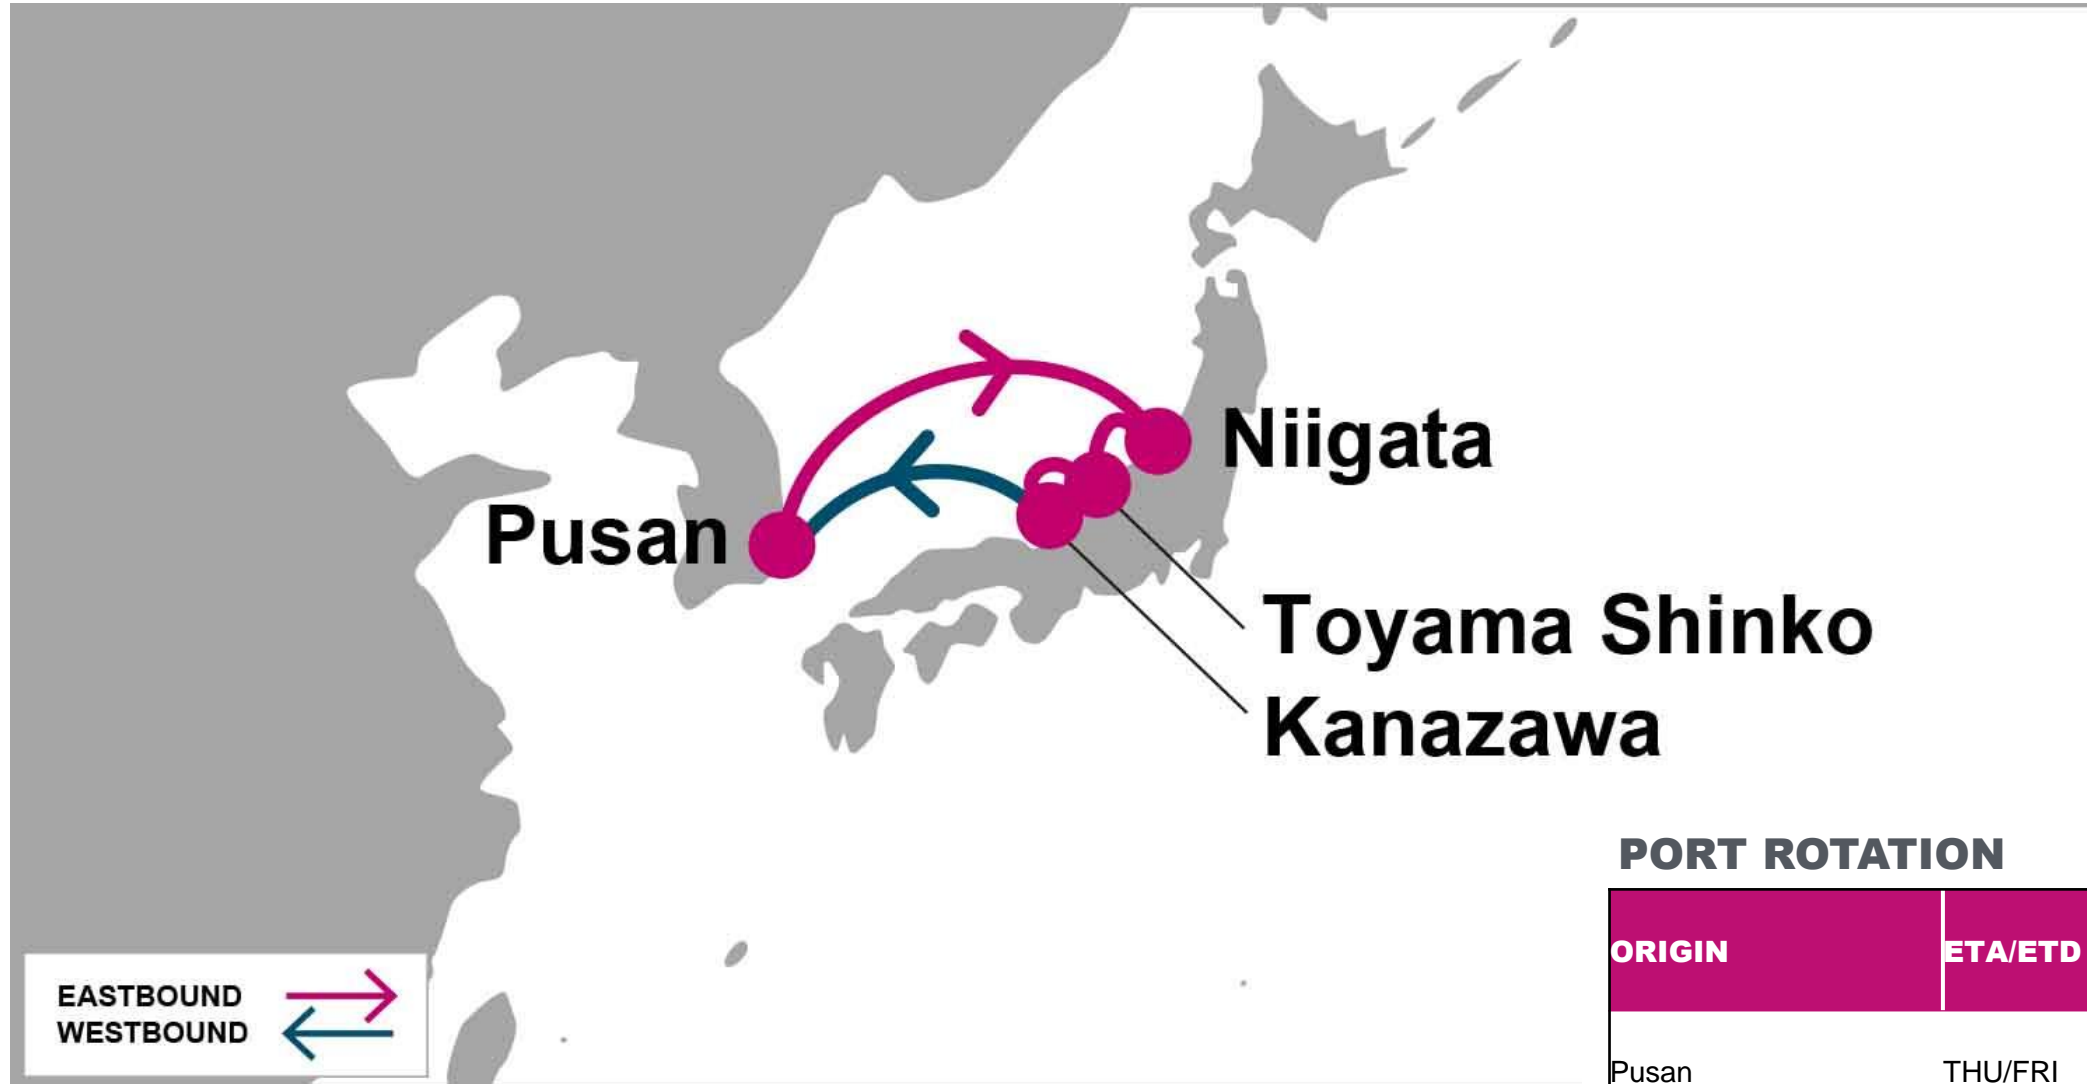 Niigata
Pusan
Toyama Shinko
Kanazawa
PORT ROTATION
ORIGIN ETA/ETD
Pusan THU/FRI
EASTBOUND
WESTBOUND